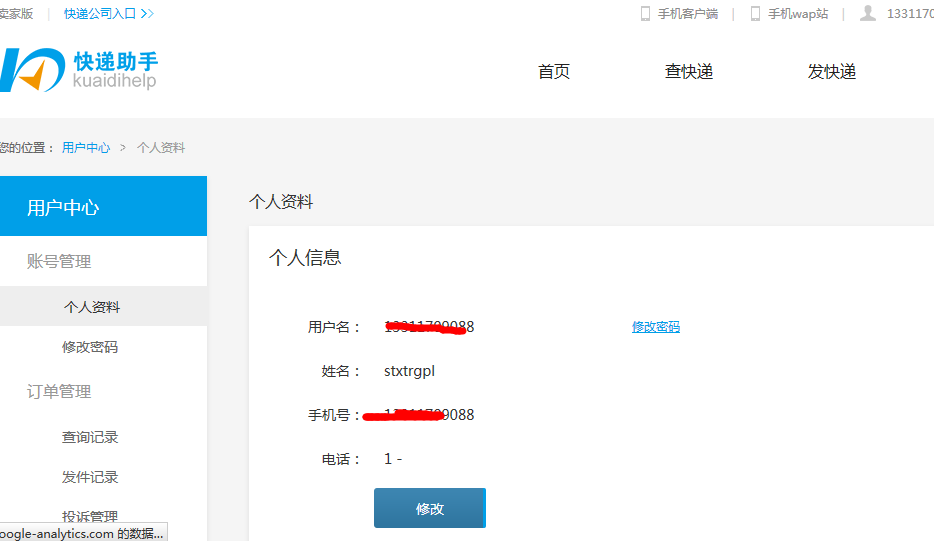 卖家版 | 快递公司入口 >> 手机客户端 | 手机wap站 |
快递助手
kuaidihelp
首页 查快递 发快递
您的位置： 用户中心 > 个人资料
用户中心
账号管理
个人资料
修改密码
订单管理
查询记录
发件记录
投诉管理
个人资料
个人信息
用户名： 修改密码
姓名： stxtrgpl
手机号：
电话： 1 -
修改
oogle-analytics.com 的数据...